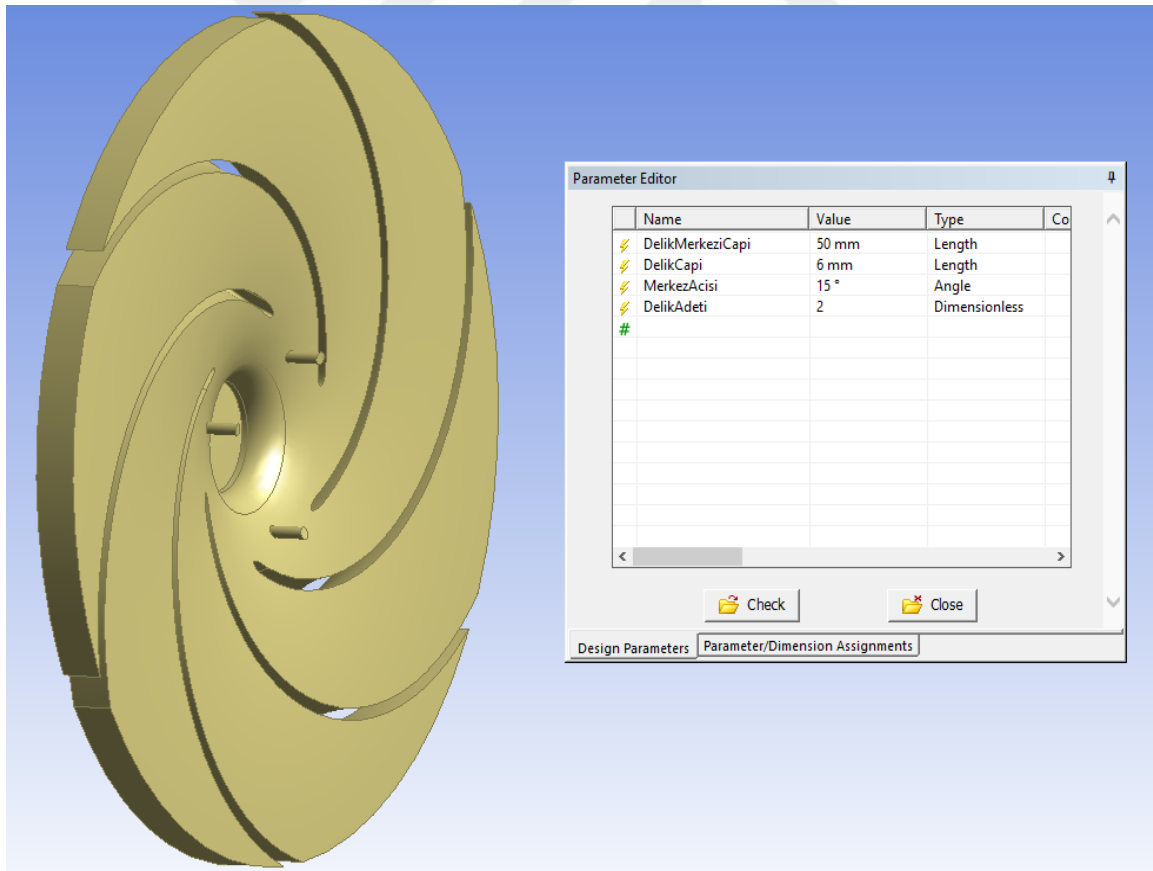 Parameter Editor
Name Value Type Co
DelikMerkeziCapi 50 mm Length
DelikCapi 6 mm Length
MerkezAcisi 15 ° Angle
DelikAdeti 2 Dimensionless
#
Check Close
Design Parameters Parameter/Dimension Assignments